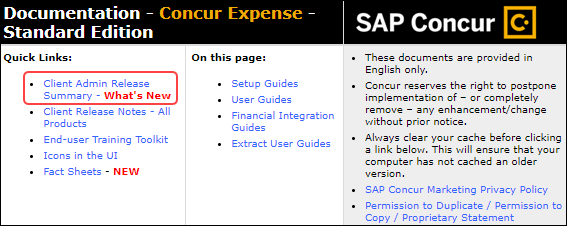 Documentation - Concur Expense -
Standard Edition
SAP Concur C
Quick Links:
Client Admin Release
Summary - What's New
Client Release Notes - All
Products
End-user Training Toolkit
Icons in the UI
Fact Sheets - NEW
On this page:
Setup Guides
User Guides
Financial Integration
Guides
Extract User Guides
These documents are provided in
English only.
Concur reserves the right to postpone
implementation of – or completely
remove – any enhancement/change
without prior notice.
Always clear your cache before clicking
a link below. This will ensure that your
computer has not cached an older
version.
SAP Concur Marketing Privacy Policy
Permission to Duplicate / Permission to
Copy / Proprietary Statement